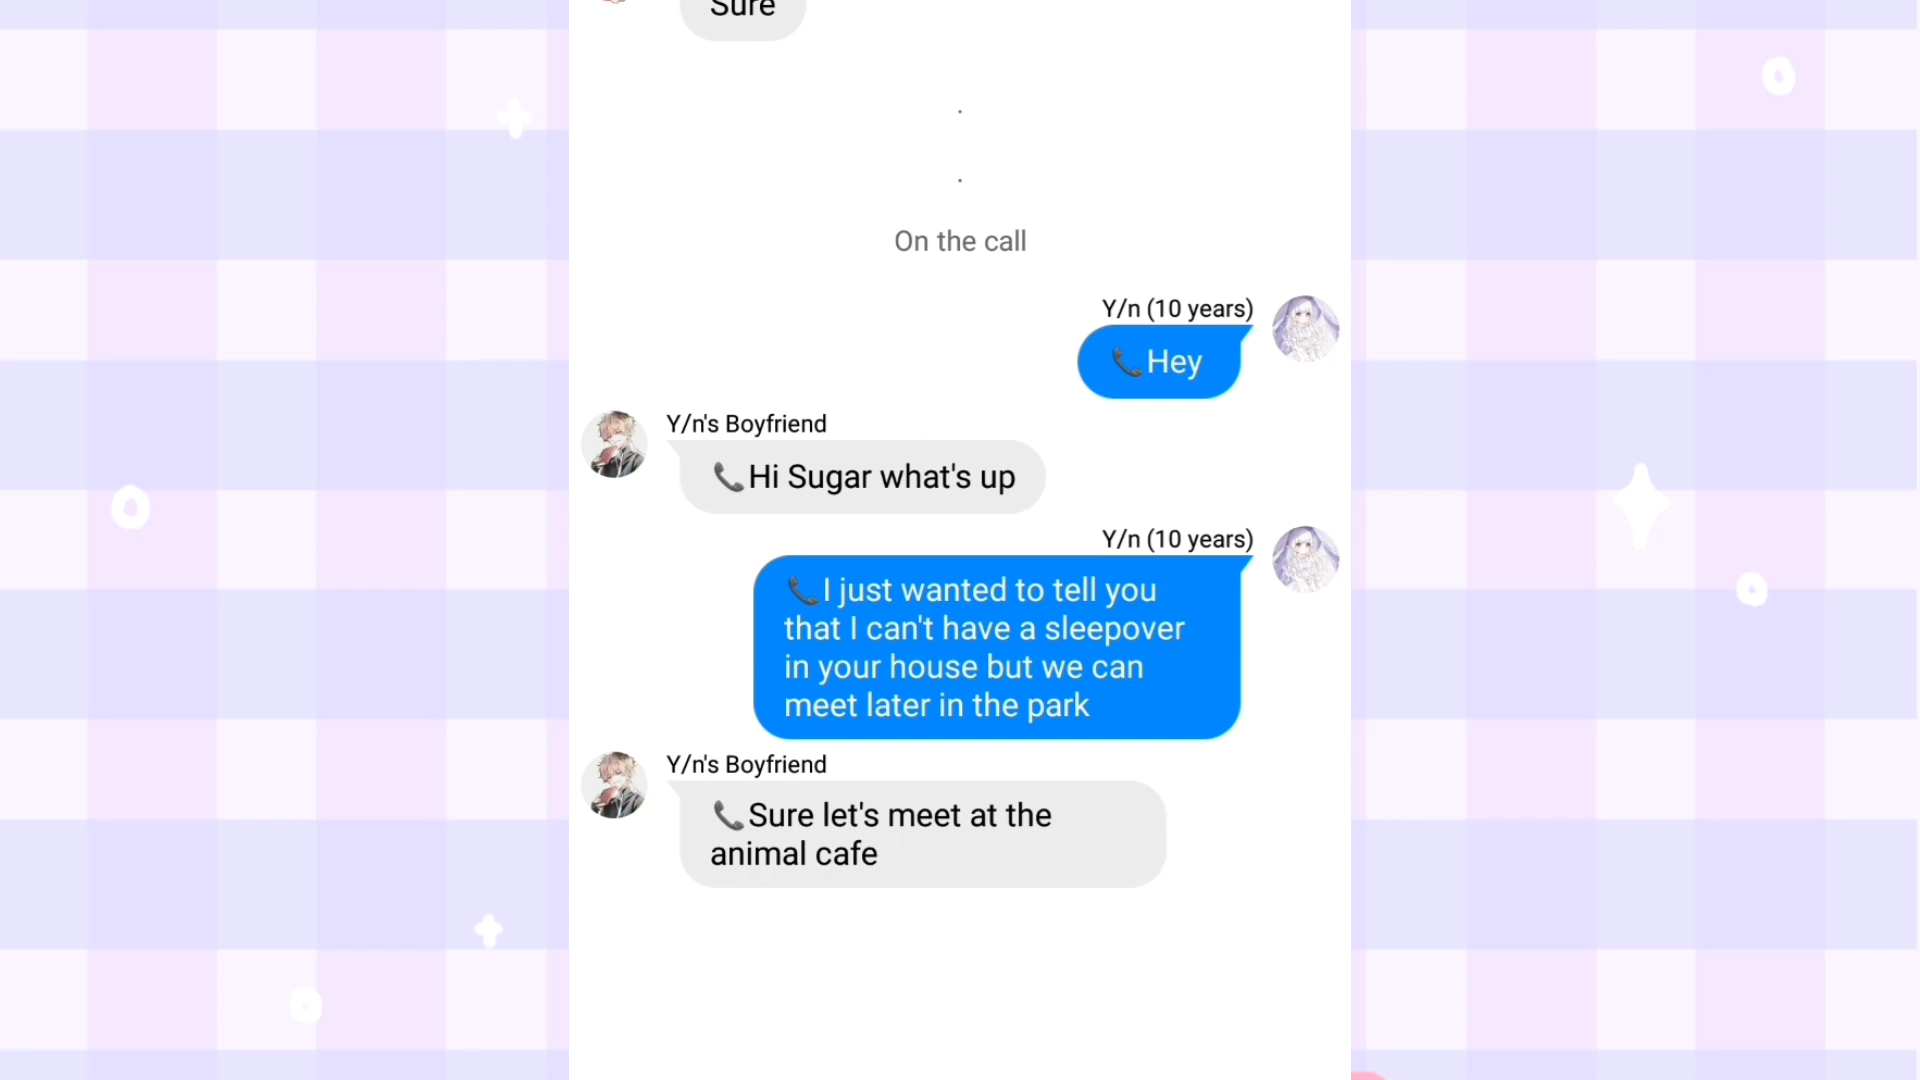 Sure
.
.
On the call
Y/n (10 years)
📞Hey
Y/n's Boyfriend
📞Hi Sugar what's up
Y/n (10 years)
📞I just wanted to tell you
that I can't have a sleepover
in your house but we can
meet later in the park
Y/n's Boyfriend
📞Sure let's meet at the
animal cafe